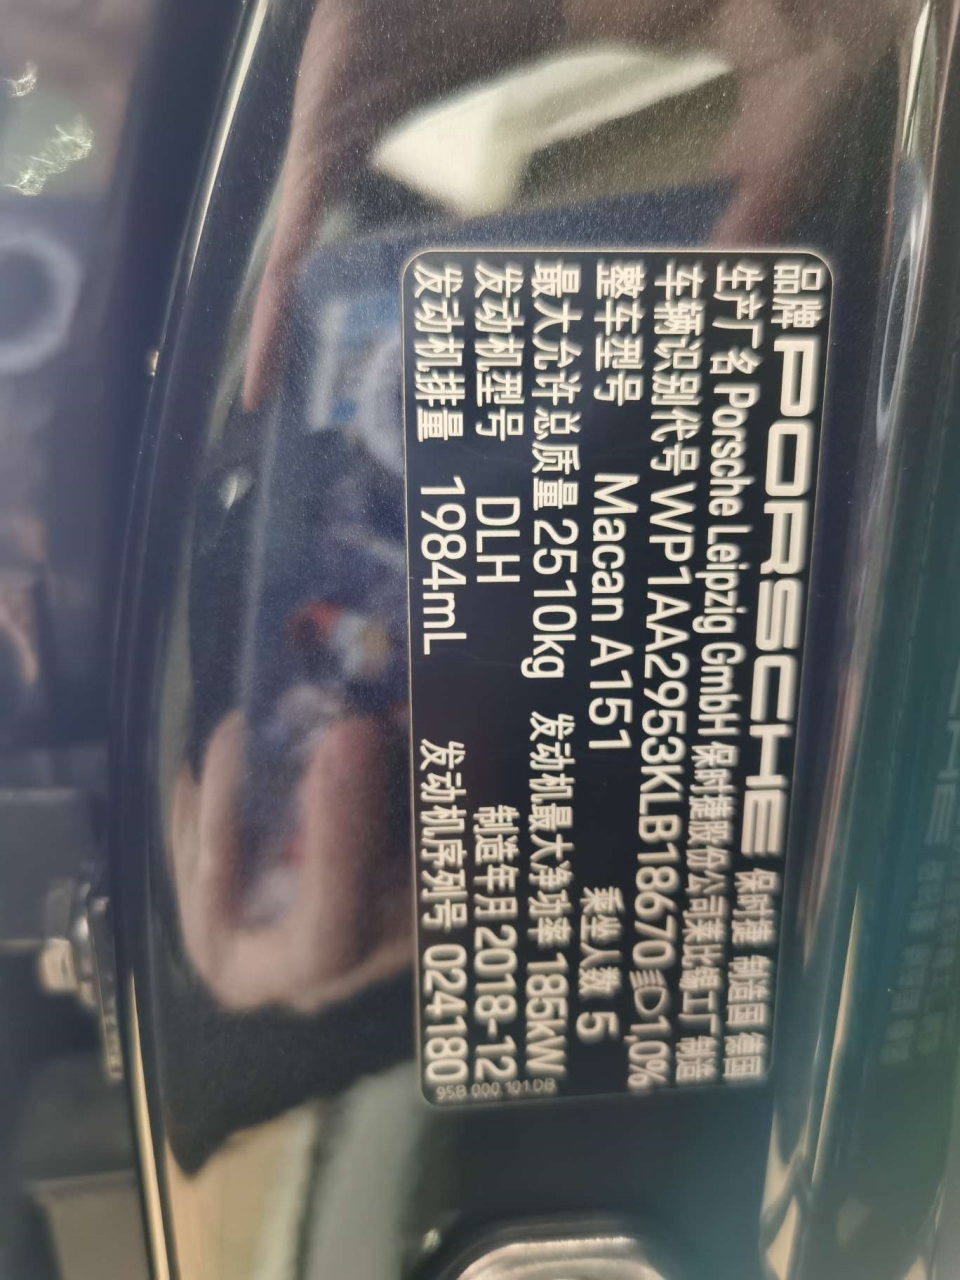 品牌 PORSCHE 保时捷 制造国 德国
生产厂名 Porsche Leipzig GmbH 保时捷股份公司莱比锡工厂 制造
车辆识别代号 WP1AA2953KLB18670 1,0%
整车型号 Macan A151 乘坐人数 5
最大允许总质量 2510kg 发动机最大净功率 185kW
发动机型号 DLH 制造年月 2018-12
发动机排量 1984mL 发动机序列号 024180
95B 000 101 DB